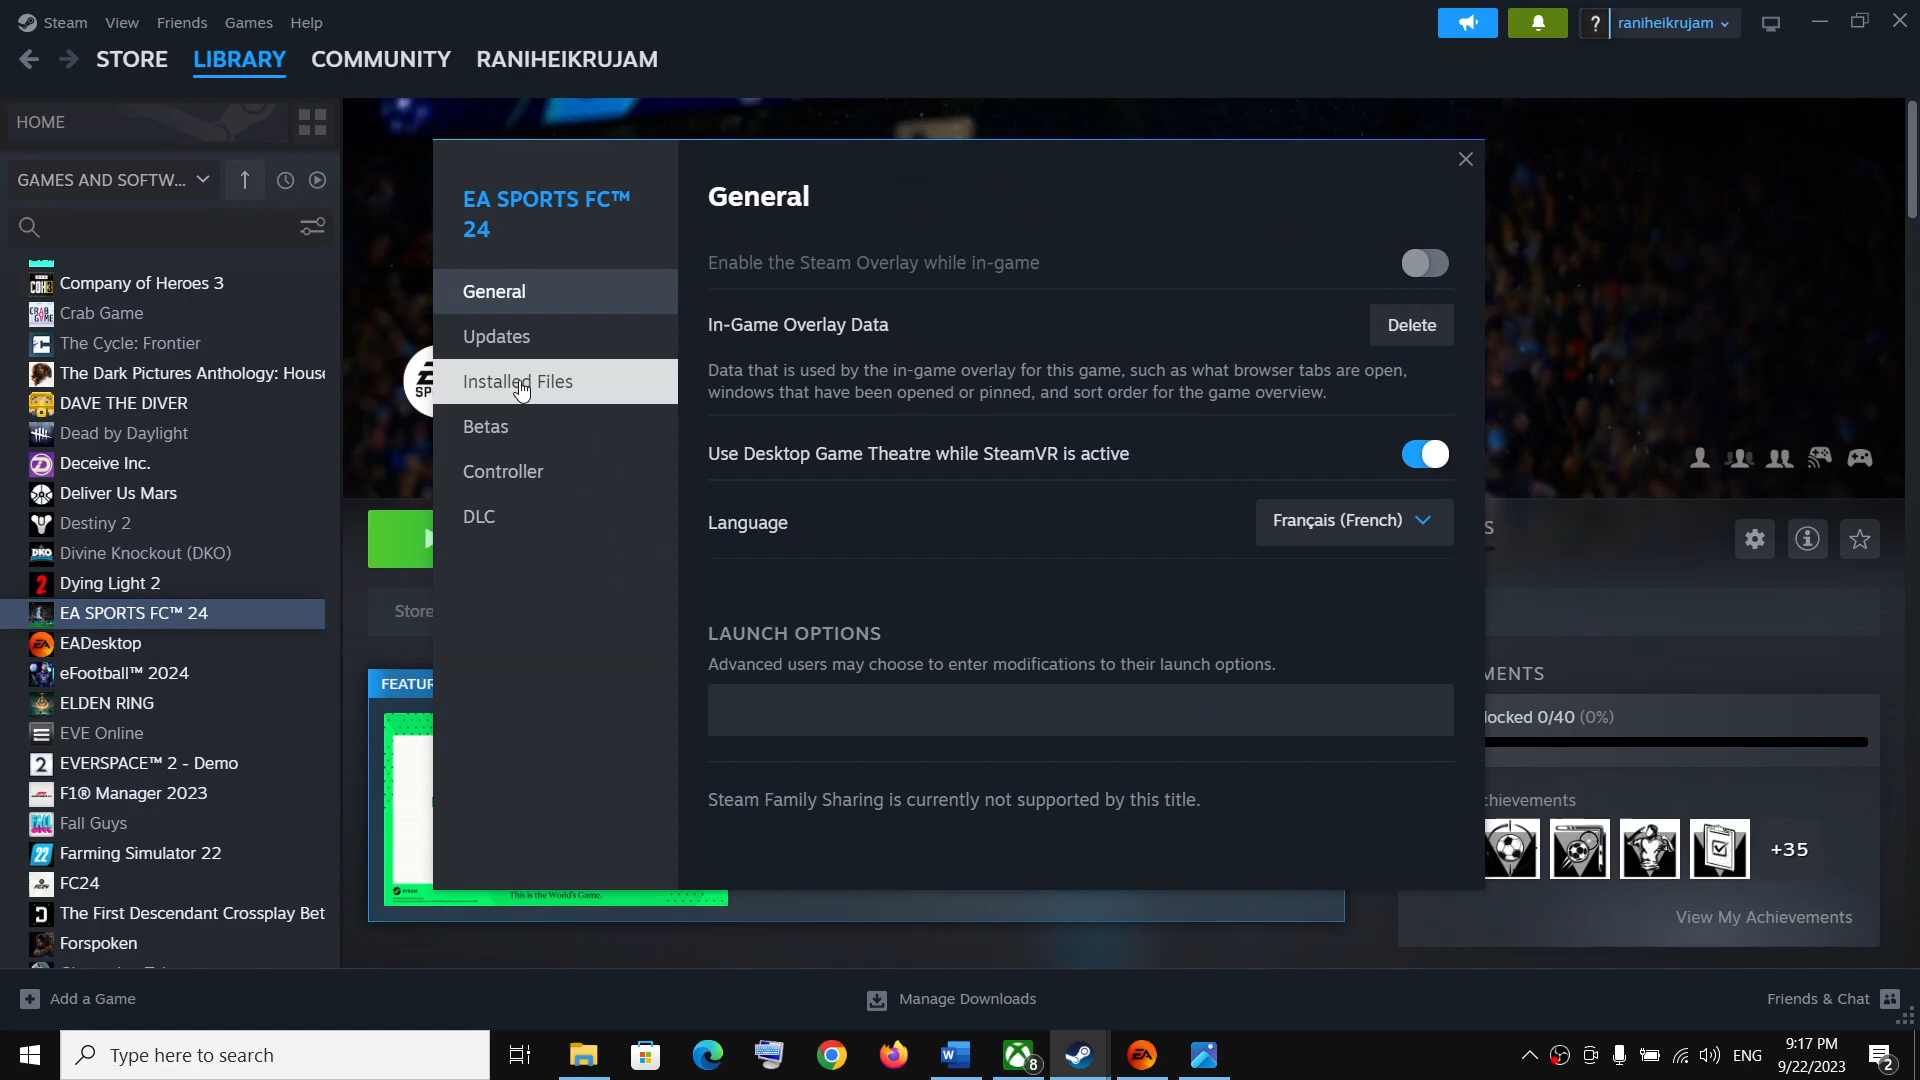 Steam View Friends Games Help
raniheikrujam
STORE LIBRARY COMMUNITY RANIHEIKRUJAM
HOME
GAMES AND SOFTW...
Company of Heroes 3
Crab Game
The Cycle: Frontier
The Dark Pictures Anthology: House
DAVE THE DIVER
Dead by Daylight
Deceive Inc.
Deliver Us Mars
Destiny 2
Divine Knockout (DKO)
Dying Light 2
EA SPORTS FC™ 24
EADesktop
eFootball™ 2024
ELDEN RING
EVE Online
EVERSPACE™ 2 - Demo
F1® Manager 2023
Fall Guys
Farming Simulator 22
FC24
The First Descendant Crossplay Bet
Forspoken
EA SPORTS FC™
24
General
Updates
Installed Files
Betas
Controller
DLC
General
Enable the Steam Overlay while in-game
In-Game Overlay Data
Delete
Data that is used by the in-game overlay for this game, such as what browser tabs are open,
windows that have been opened or pinned, and sort order for the game overview.
Use Desktop Game Theatre while SteamVR is active
Language
Français (French)
LAUNCH OPTIONS
Advanced users may choose to enter modifications to their launch options.
Steam Family Sharing is currently not supported by this title.
Store
FEATUR
STEAM
This is the World's Game.
S
MENTS
locked 0/40 (0%)
chievements
+35
View My Achievements
Add a Game
Manage Downloads
Friends & Chat
Type here to search
8
ENG
9:17 PM
9/22/2023
2